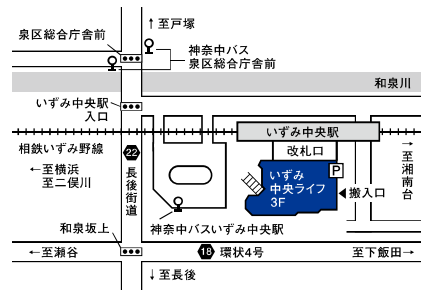 ↑至戸塚
泉区総合庁舎前
神奈中バス
泉区総合庁舎前
和泉川
いずみ中央駅
入口
いずみ中央駅
相鉄いずみ野線
改札口
←至横浜
至二俣川
22
長後街道
P
→至湘南台
いずみ
中央ライフ
3F
◀搬入口
神奈中バスいずみ中央駅
和泉坂上
←至瀬谷
18
環状4号
至下飯田→
↓至長後